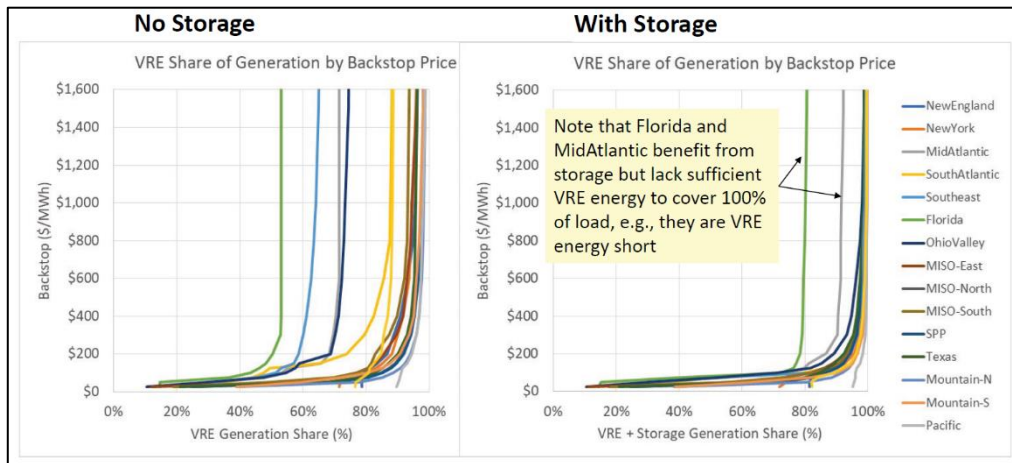 No Storage
VRE Share of Generation by Backstop Price
Backstop ($/MWh)
$1,600
$1,400
$1,200
$1,000
$800
$600
$400
$200
$0
0% 20% 40% 60% 80% 100%
VRE Generation Share (%)
With Storage
VRE Share of Generation by Backstop Price
Backstop ($/MWh)
$1,600
$1,400
$1,200
$1,000
$800
$600
$400
$200
$0
0% 20% 40% 60% 80% 100%
VRE + Storage Generation Share (%)
Note that Florida and
MidAtlantic benefit from
storage but lack sufficient
VRE energy to cover 100%
of load, e.g., they are VRE
energy short
NewEngland
NewYork
MidAtlantic
SouthAtlantic
Southeast
Florida
OhioValley
MISO-East
MISO-North
MISO-South
SPP
Texas
Mountain-N
Mountain-S
Pacific